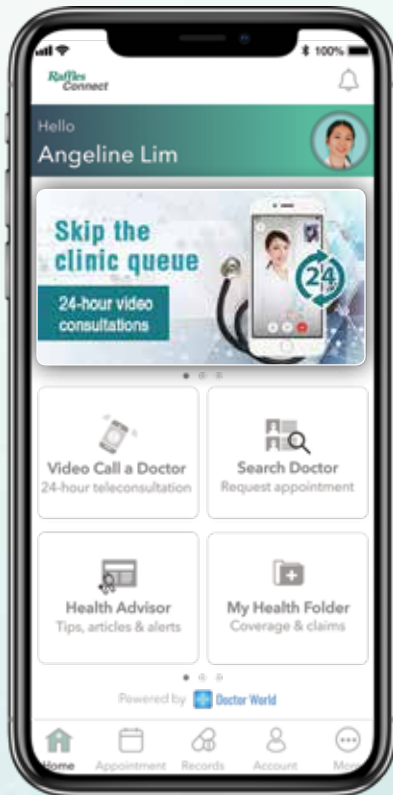 100%
Raffles
Connect
Hello
Angeline Lim
Skip the
clinic queue
24-hour video
consultations
24
Video Call a Doctor
24-hour teleconsultation
Search Doctor
Request appointment
Health Advisor
Tips, articles & alerts
My Health Folder
Coverage & claims
Powered by Doctor World
Home Appointment Records Account More